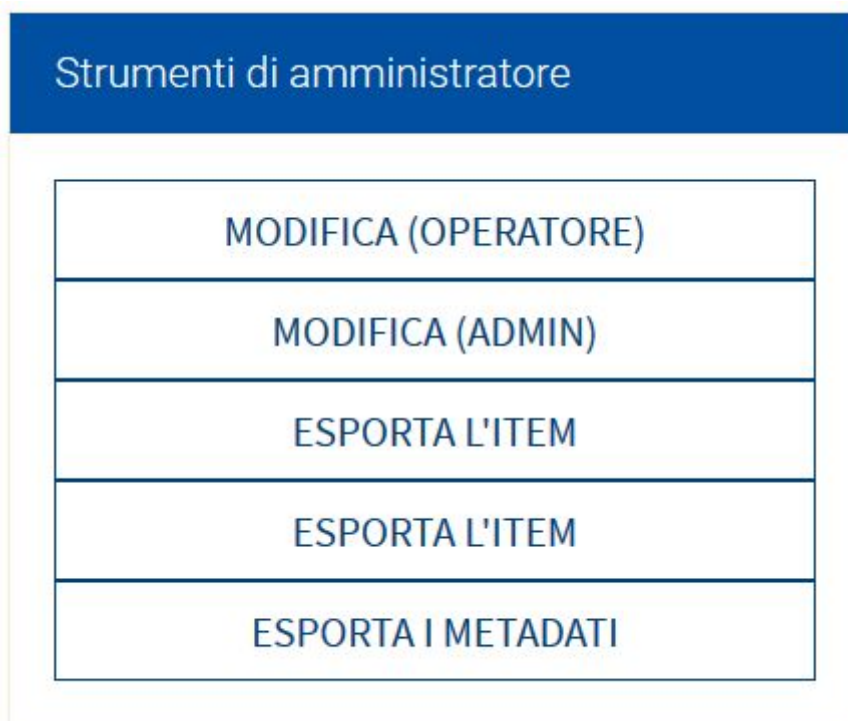 Strumenti di amministratore
MODIFICA (OPERATORE)
MODIFICA (ADMIN)
ESPORTA L'ITEM
ESPORTA L'ITEM
ESPORTA I METADATI